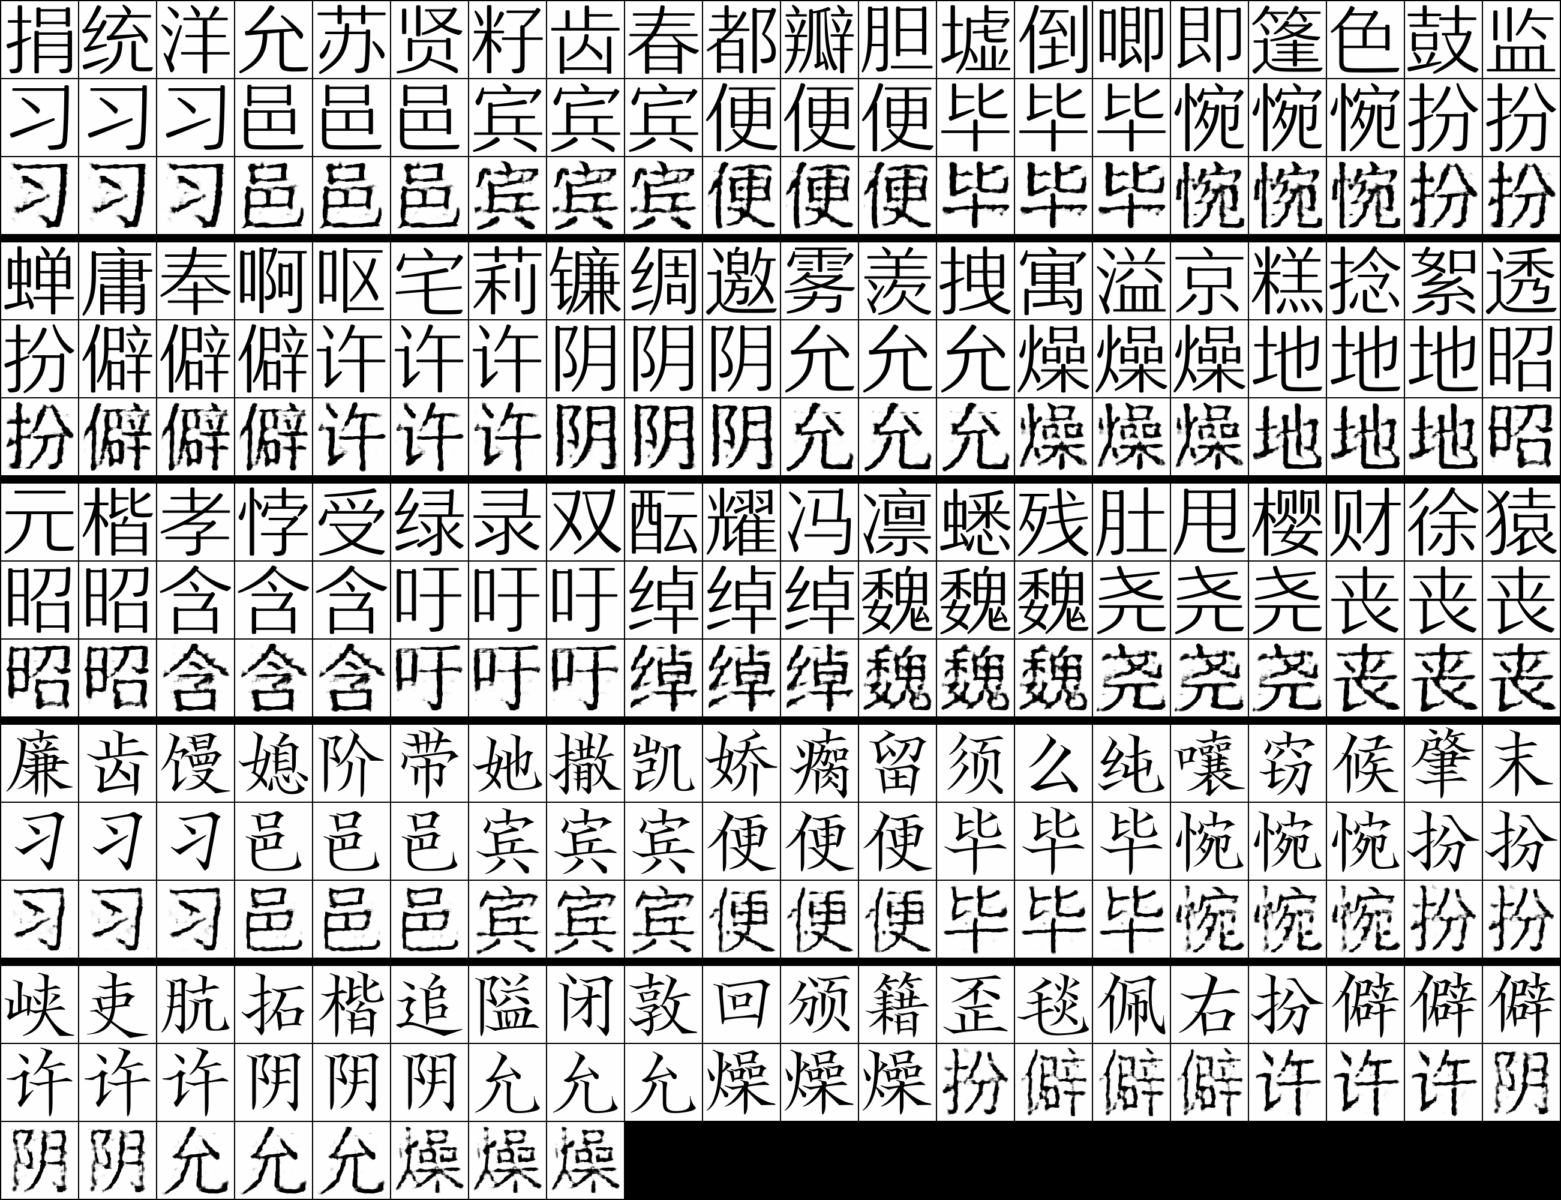 捐统洋允苏贤籽齿春都瓣胆墟倒唧即篷色鼓监
习习习邑邑邑宾宾宾便便便毕毕毕惋惋惋扮扮
习习习邑邑邑宾宾宾便便便毕毕毕惋惋惋扮扮
蝉庸奉啊呕宅莉镰绸邀雾羡拽寓溢京糕捻絮透
扮僻僻僻许许许阴阴阴允允允燥燥燥地地地昭
扮僻僻僻许许许阴阴阴允允允燥燥燥地地地昭
元楷孝悖受绿录双酝耀冯凛蟋残肚甩樱财徐猿
昭昭含含含吁吁吁绰绰绰魏魏魏尧尧尧丧丧丧
昭昭含含含吁吁吁绰绰绰魏魏魏尧尧尧丧丧丧
廉齿馒媳阶带她撒凯娇瘸留须么纯嚷窃候肇末
习习习邑邑邑宾宾宾便便便毕毕毕惋惋惋扮扮
习习习邑邑邑宾宾宾便便便毕毕毕惋惋惋扮扮
峡吏肮拓楷追隘闭敦回颁籍歪毯佩右扮僻僻僻
许许许阴阴阴允允允燥燥燥扮僻僻僻许许许阴
阴阴允允允燥燥燥